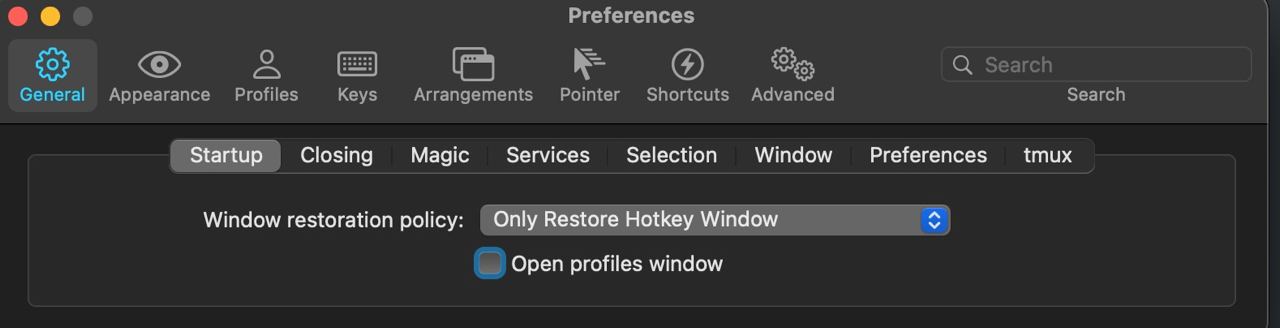 Preferences
General Appearance Profiles Keys Arrangements Pointer Shortcuts Advanced Search
Search
Startup Closing Magic Services Selection Window Preferences tmux
Window restoration policy: Only Restore Hotkey Window
Open profiles window